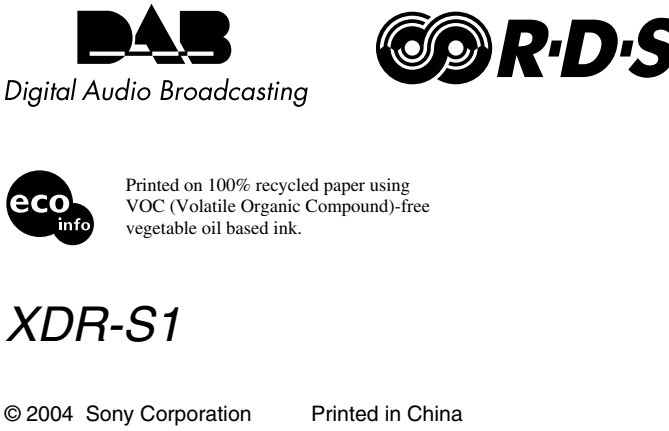 DAB
Digital Audio Broadcasting
R·D·S
eco
info
Printed on 100% recycled paper using
VOC (Volatile Organic Compound)-free
vegetable oil based ink.
XDR-S1
© 2004 Sony Corporation Printed in China